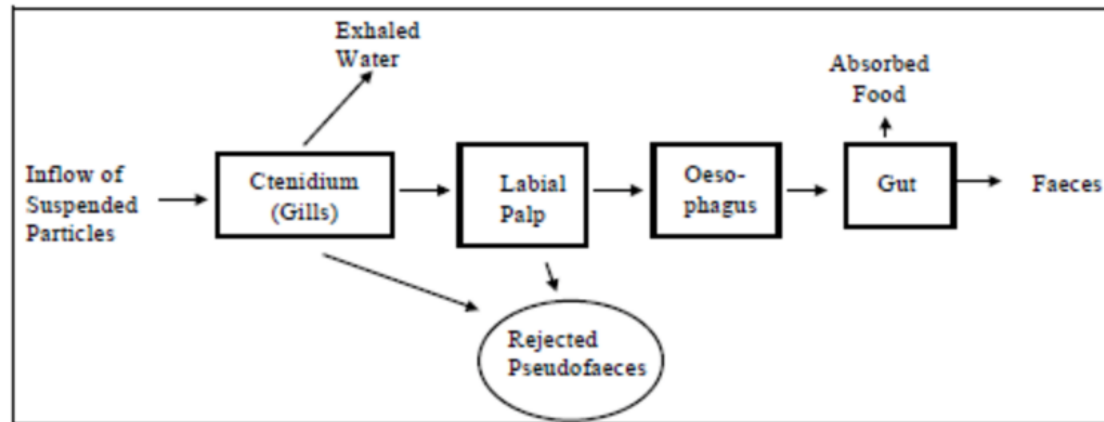 Exhaled
Water
Absorbed
Food
Inflow of
Suspended
Particles
Ctenidium
(Gills)
Labial
Palp
Oeso-
phagus
Gut
Faeces
Rejected
Pseudofaeces